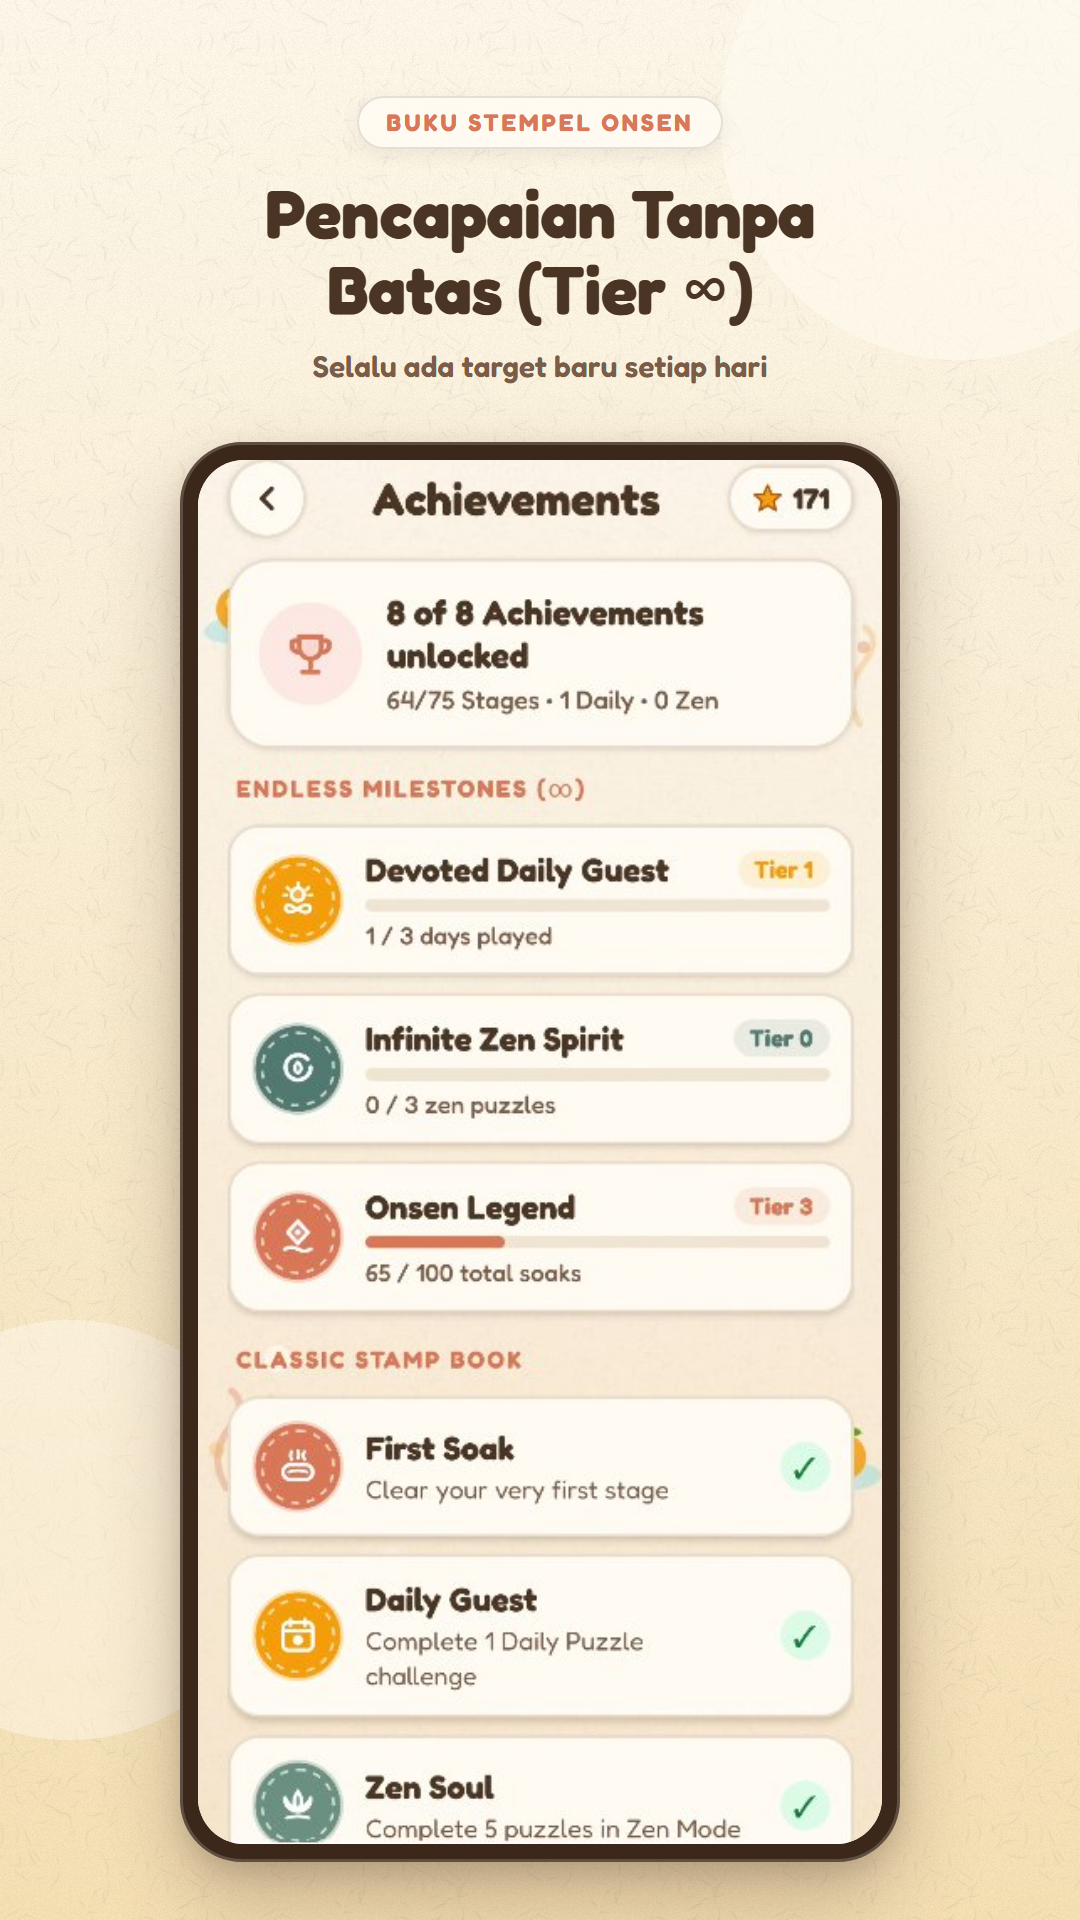 BUKU STEMPEL ONSEN
Pencapaian Tanpa
Batas (Tier ∞)
Selalu ada target baru setiap hari
Achievements
171
8 of 8 Achievements
unlocked
64/75 Stages • 1 Daily • 0 Zen
ENDLESS MILESTONES (∞)
Devoted Daily Guest
Tier 1
1 / 3 days played
Infinite Zen Spirit
Tier 0
0 / 3 zen puzzles
Onsen Legend
Tier 3
65 / 100 total soaks
CLASSIC STAMP BOOK
First Soak
Clear your very first stage
Daily Guest
Complete 1 Daily Puzzle
challenge
Zen Soul
Complete 5 puzzles in Zen Mode